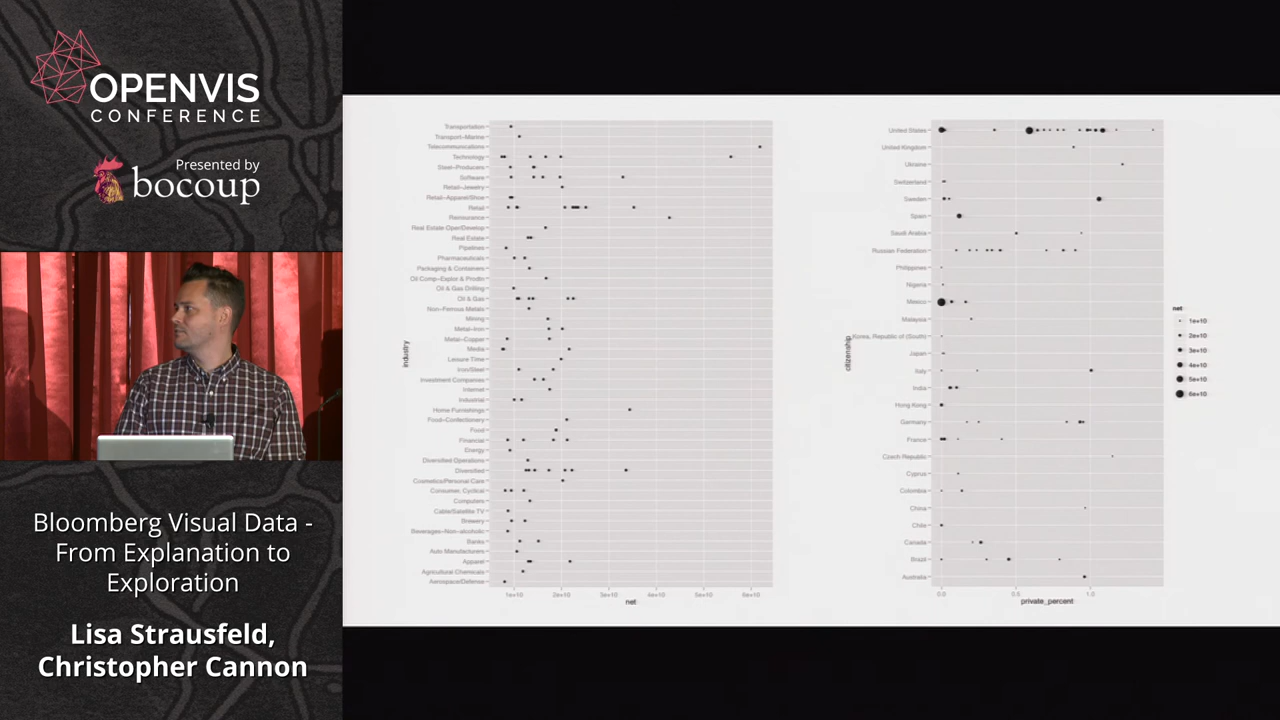 OPENVIS
CONFERENCE
Presented by
bocoup
Bloomberg Visual Data -
From Explanation to
Exploration
Lisa Strausfeld,
Christopher Cannon
industry
Transportation
Transport–Marine
Telecommunications
Technology
Steel–Producers
Software
Retail–Jewelry
Retail–Apparel/Shoe
Retail
Reinsurance
Real Estate Oper/Develop
Real Estate
Pipelines
Pharmaceuticals
Packaging & Containers
Oil Comp–Explor & Prodtn
Oil & Gas Drilling
Oil & Gas
Non–Ferrous Metals
Mining
Metal–Iron
Metal–Copper
Media
Leisure Time
Iron/Steel
Investment Companies
Internet
Industrial
Home Furnishings
Food–Confectionery
Food
Financial
Energy
Diversified Operations
Diversified
Cosmetics/Personal Care
Consumer, Cyclical
Computers
Cable/Satellite TV
Brewery
Beverages–Non–alcoholic
Banks
Auto Manufacturers
Apparel
Agricultural Chemicals
Aerospace/Defense
1e+10 2e+10 3e+10 4e+10 5e+10 6e+10
net
citizenship
United States
United Kingdom
Ukraine
Switzerland
Sweden
Spain
Saudi Arabia
Russian Federation
Philippines
Nigeria
Mexico
Malaysia
Korea, Republic of (South)
Japan
Italy
India
Hong Kong
Germany
France
Czech Republic
Cyprus
Colombia
China
Chile
Canada
Brazil
Australia
0.0 0.5 1.0
private_percent
net
1e+10
2e+10
3e+10
4e+10
5e+10
6e+10